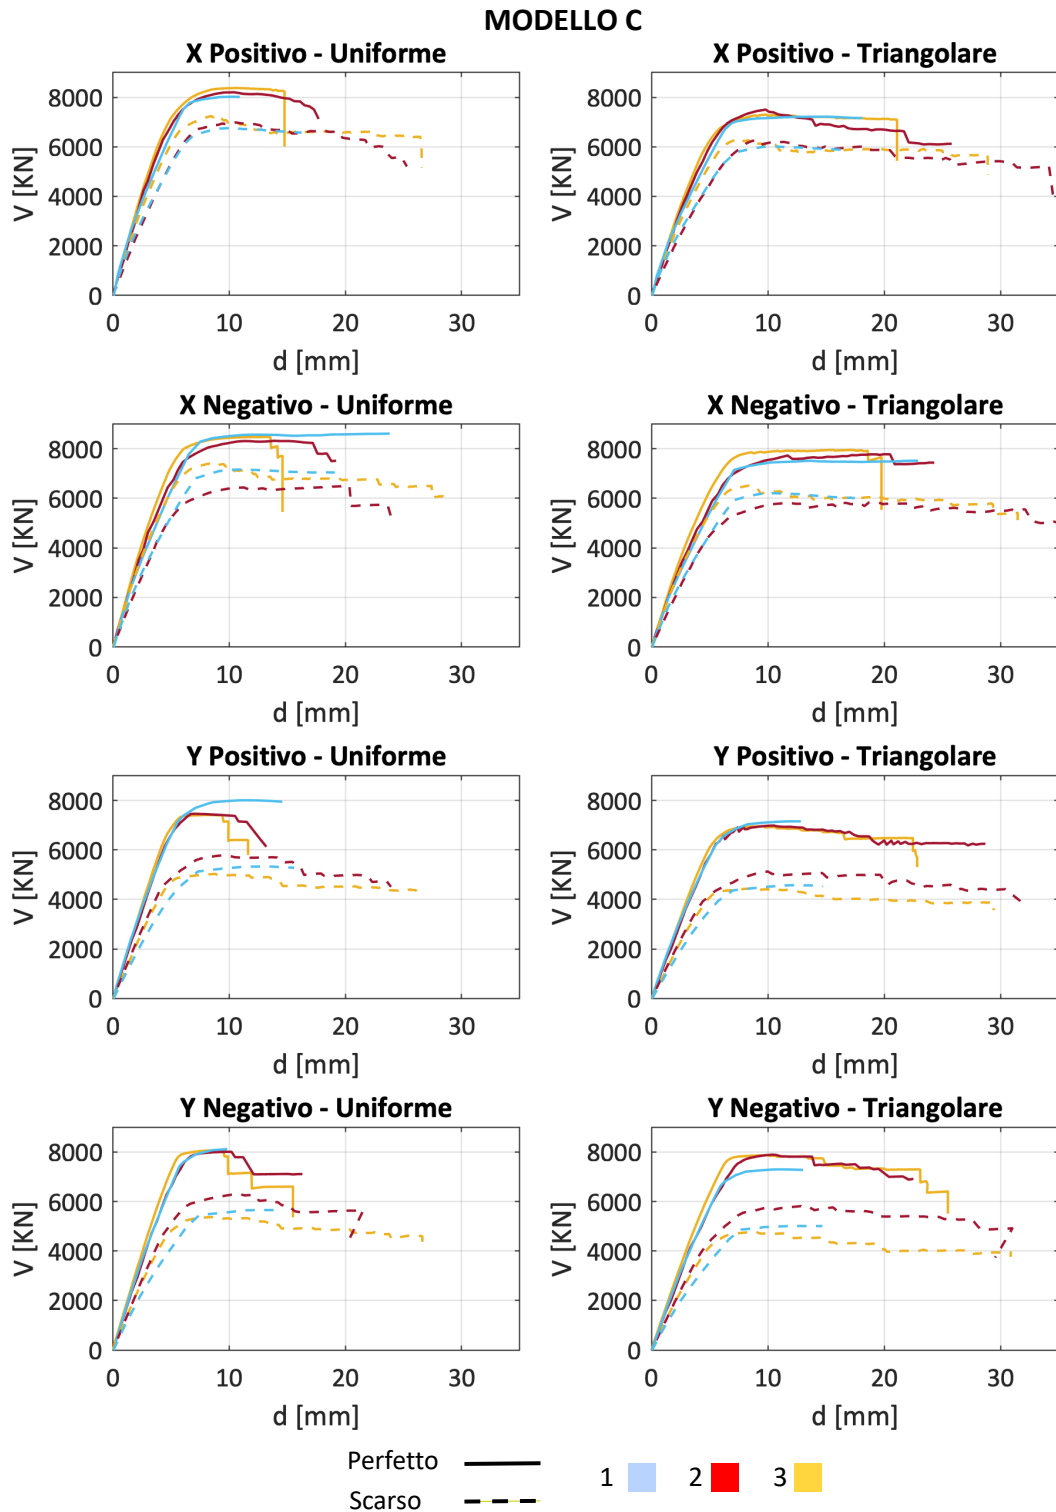 MODELLO C
X Positivo - Uniforme
8000
6000
4000
2000
0
V [KN]
0 10 20 30
d [mm]
X Positivo - Triangolare
8000
6000
4000
2000
0
V [KN]
0 10 20 30
d [mm]
X Negativo - Uniforme
8000
6000
4000
2000
0
V [KN]
0 10 20 30
d [mm]
X Negativo - Triangolare
8000
6000
4000
2000
0
V [KN]
0 10 20 30
d [mm]
Y Positivo - Uniforme
8000
6000
4000
2000
0
V [KN]
0 10 20 30
d [mm]
Y Positivo - Triangolare
8000
6000
4000
2000
0
V [KN]
0 10 20 30
d [mm]
Y Negativo - Uniforme
8000
6000
4000
2000
0
V [KN]
0 10 20 30
d [mm]
Y Negativo - Triangolare
8000
6000
4000
2000
0
V [KN]
0 10 20 30
d [mm]
Perfetto
Scarso
1 2 3